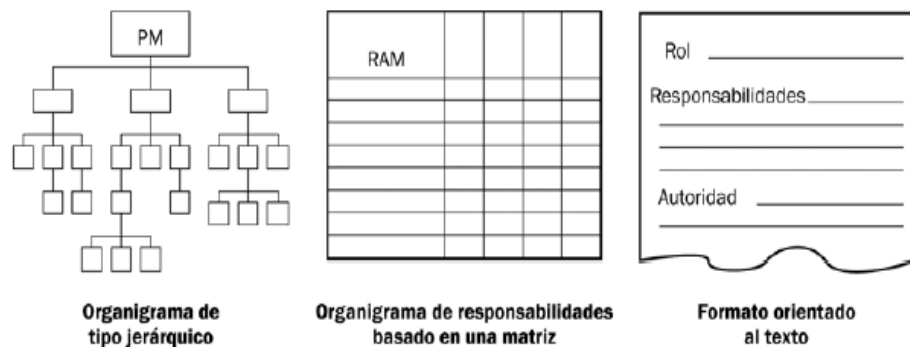 PM
RAM
Rol
Responsabilidades
Autoridad
Organigrama de
tipo jerárquico
Organigrama de responsabilidades
basado en una matriz
Formato orientado
al texto